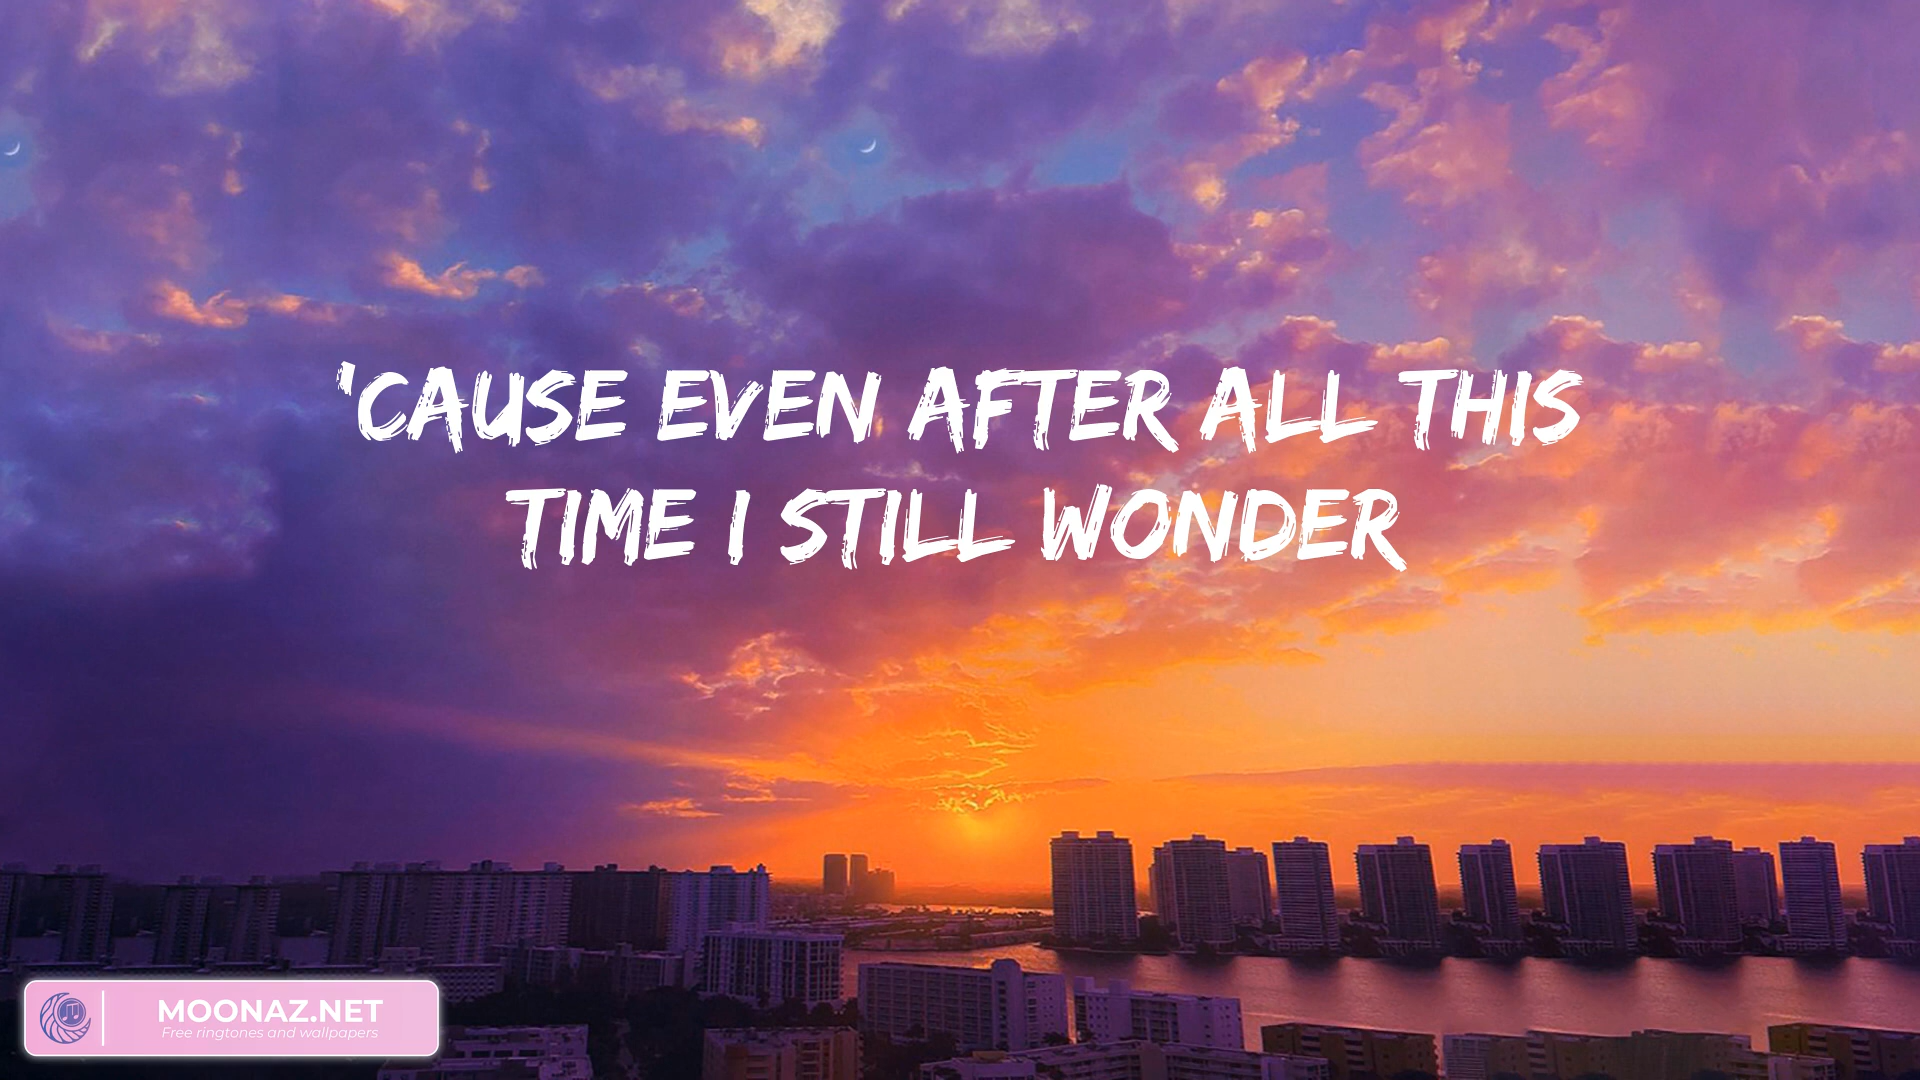 'CAUSE EVEN AFTER ALL THIS
TIME I STILL WONDER
MOONAZ.NET
Free ringtones and wallpapers